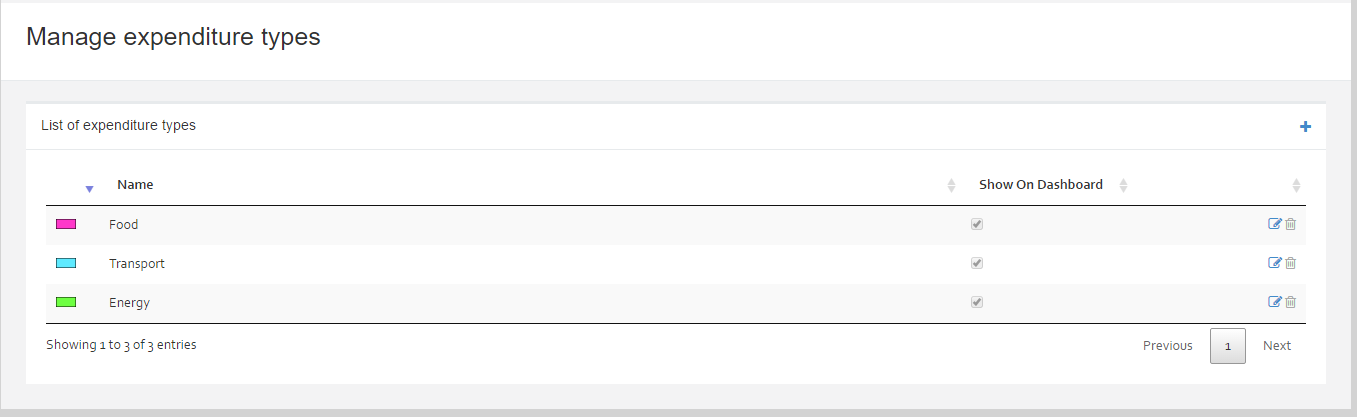 Manage expenditure types
List of expenditure types
Name Show On Dashboard
Food
Transport
Energy
Showing 1 to 3 of 3 entries Previous 1 Next